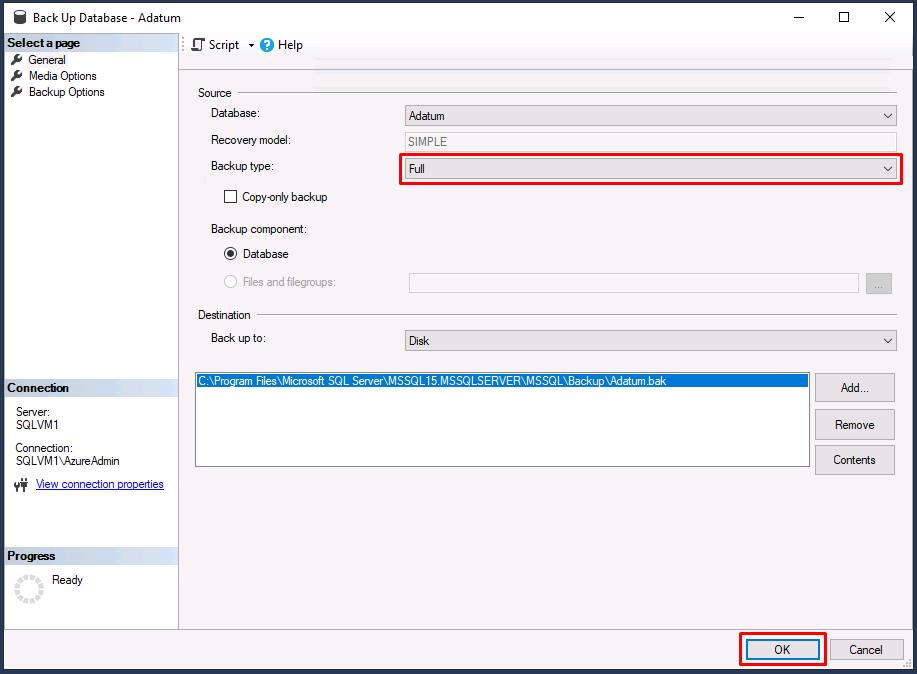 Back Up Database - Adatum
Select a page
General
Media Options
Backup Options
Script
Help
Source
Database:
Adatum
Recovery model:
SIMPLE
Backup type:
Full
Copy-only backup
Backup component:
Database
Files and filegroups:
...
Destination
Back up to:
Disk
C:\Program Files\Microsoft SQL Server\MSSQL15.MSSQLSERVER\MSSQL\Backup\Adatum.bak
Add...
Remove
Contents
Connection
Server:
SQLVM1
Connection:
SQLVM1\AzureAdmin
View connection properties
Progress
Ready
OK
Cancel